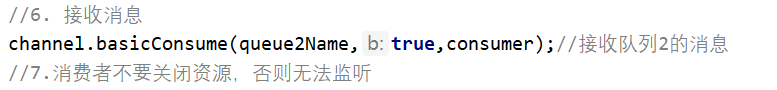 //6. 接收消息
channel.basicConsume(queue2Name, b: true,consumer);//接收队列2的消息
//7.消费者不要关闭资源，否则无法监听